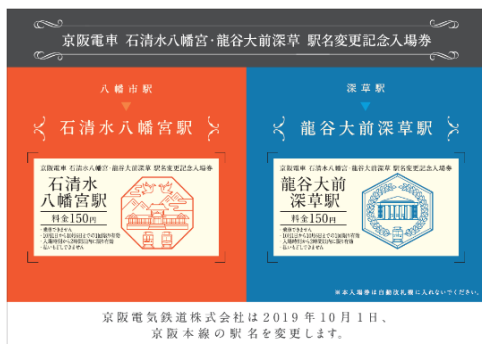 京阪電車 石清水八幡宮・龍谷大前深草 駅名変更記念入場券
八幡市駅
石清水八幡宮駅
京阪電車 石清水八幡宮・龍谷大前深草 駅名変更記念入場券
石清水
八幡宮駅
料金150円
深草駅
龍谷大前深草駅
京阪電車 石清水八幡宮・龍谷大前深草 駅名変更記念入場券
龍谷大前
深草駅
料金150円
※本入場券は自動改札機に入れないでください。
京阪電気鉄道株式会社は2019年10月1日、
京阪本線の駅名を変更します。